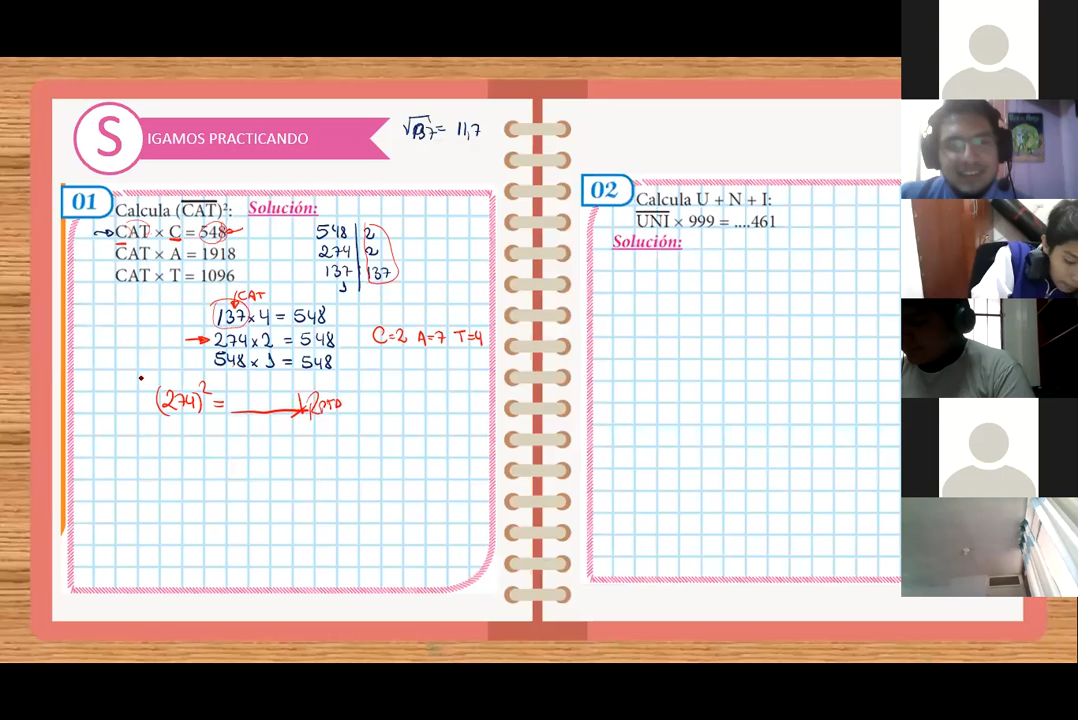 S
IGAMOS PRACTICANDO
√137 = 11,7
01
Calcula (CAT)²: Solución:
CAT × C = 548
CAT × A = 1918
CAT × T = 1096
548 | 2
274 | 2
137 | 137
1
CAT
137 × 4 = 548
274 × 2 = 548
548 × 1 = 548
C=2 A=7 T=4
(274)² = Rpta
02
Calcula U + N + I:
UNI × 999 = ....461
Solución: